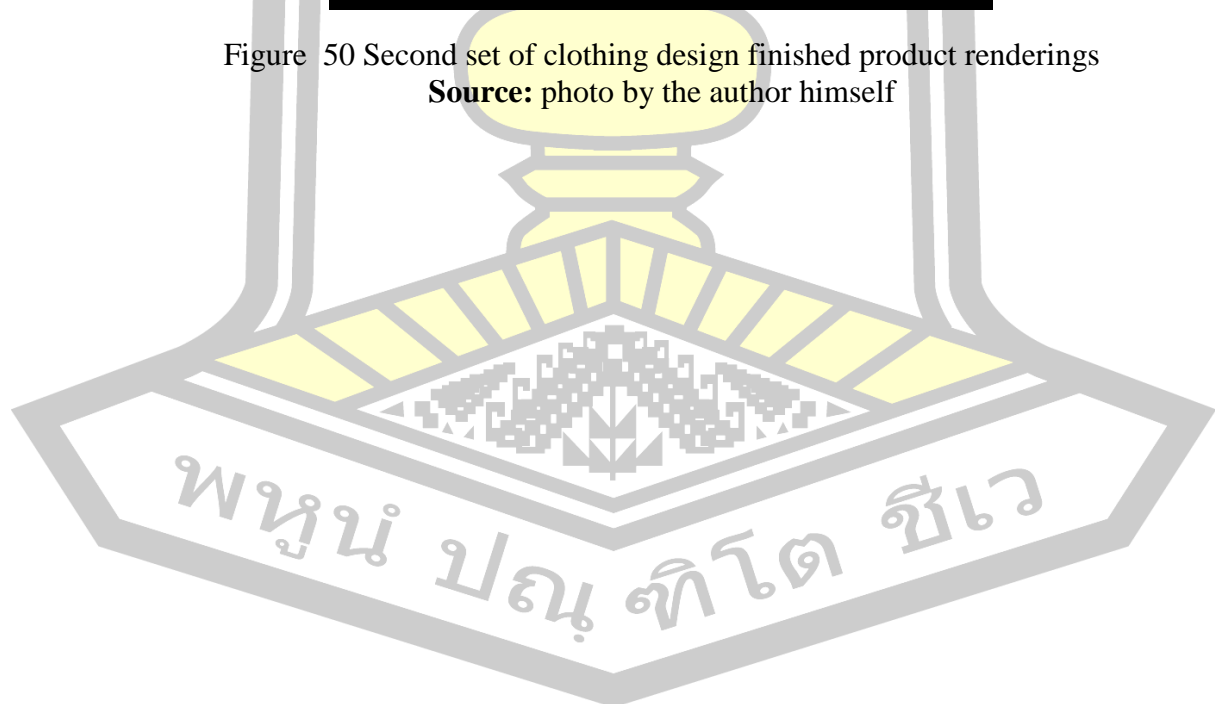 Figure  50 Second set of clothing design finished product renderings
Source: photo by the author himself
พหูนํ ปณฺฑิโต ชีเว